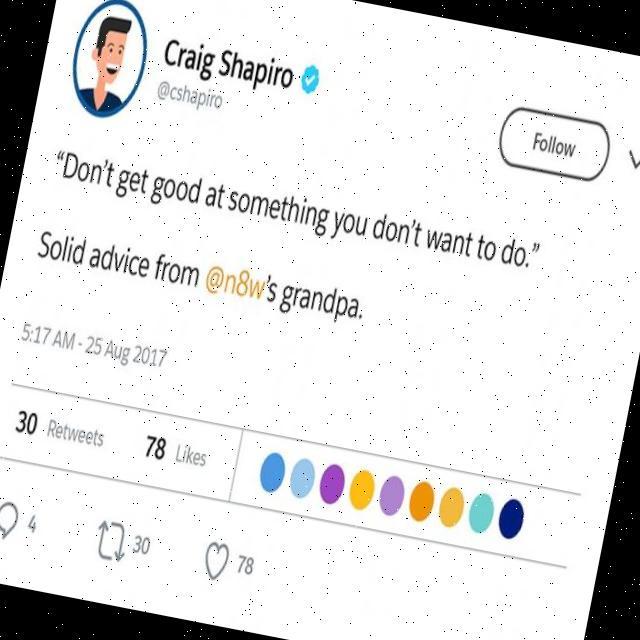 Craig Shapiro
@cshapiro
Follow
“Don’t get good at something you don’t want to do.”
Solid advice from @n8w’s grandpa.
5:17 AM - 25 Aug 2017
30 Retweets 78 Likes
4 30 78